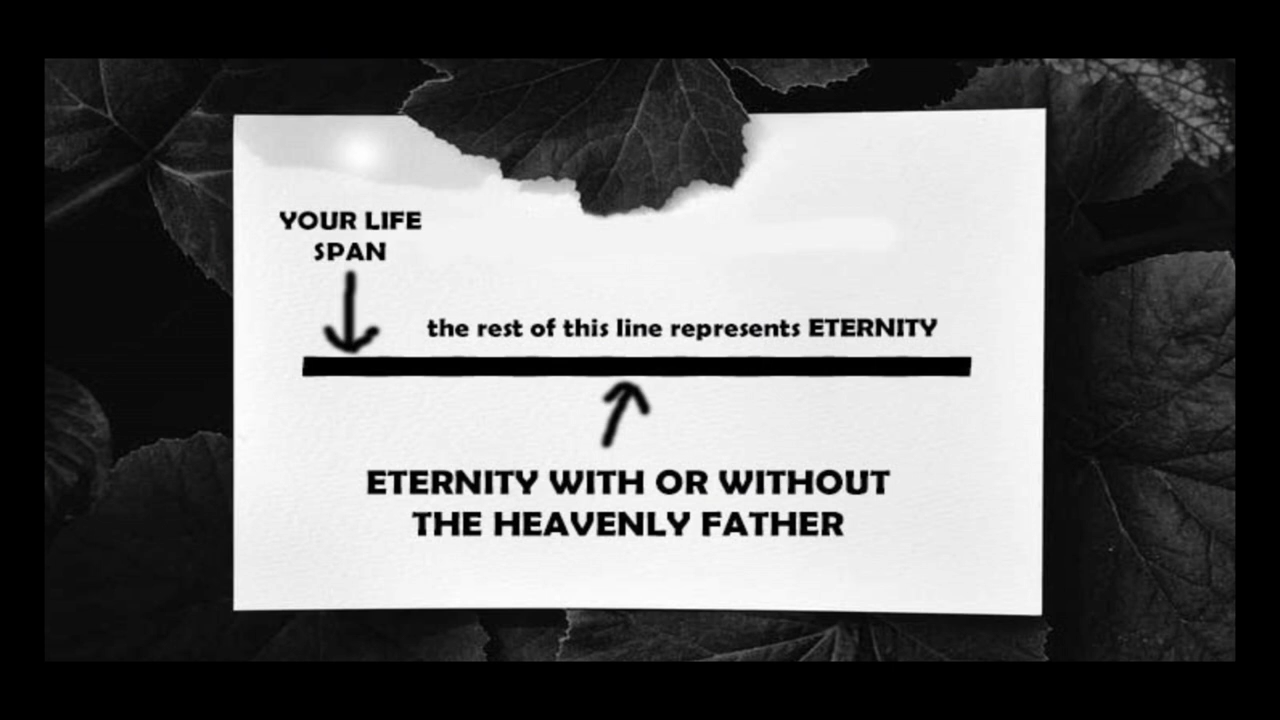 YOUR LIFE
SPAN
the rest of this line represents ETERNITY
ETERNITY WITH OR WITHOUT
THE HEAVENLY FATHER